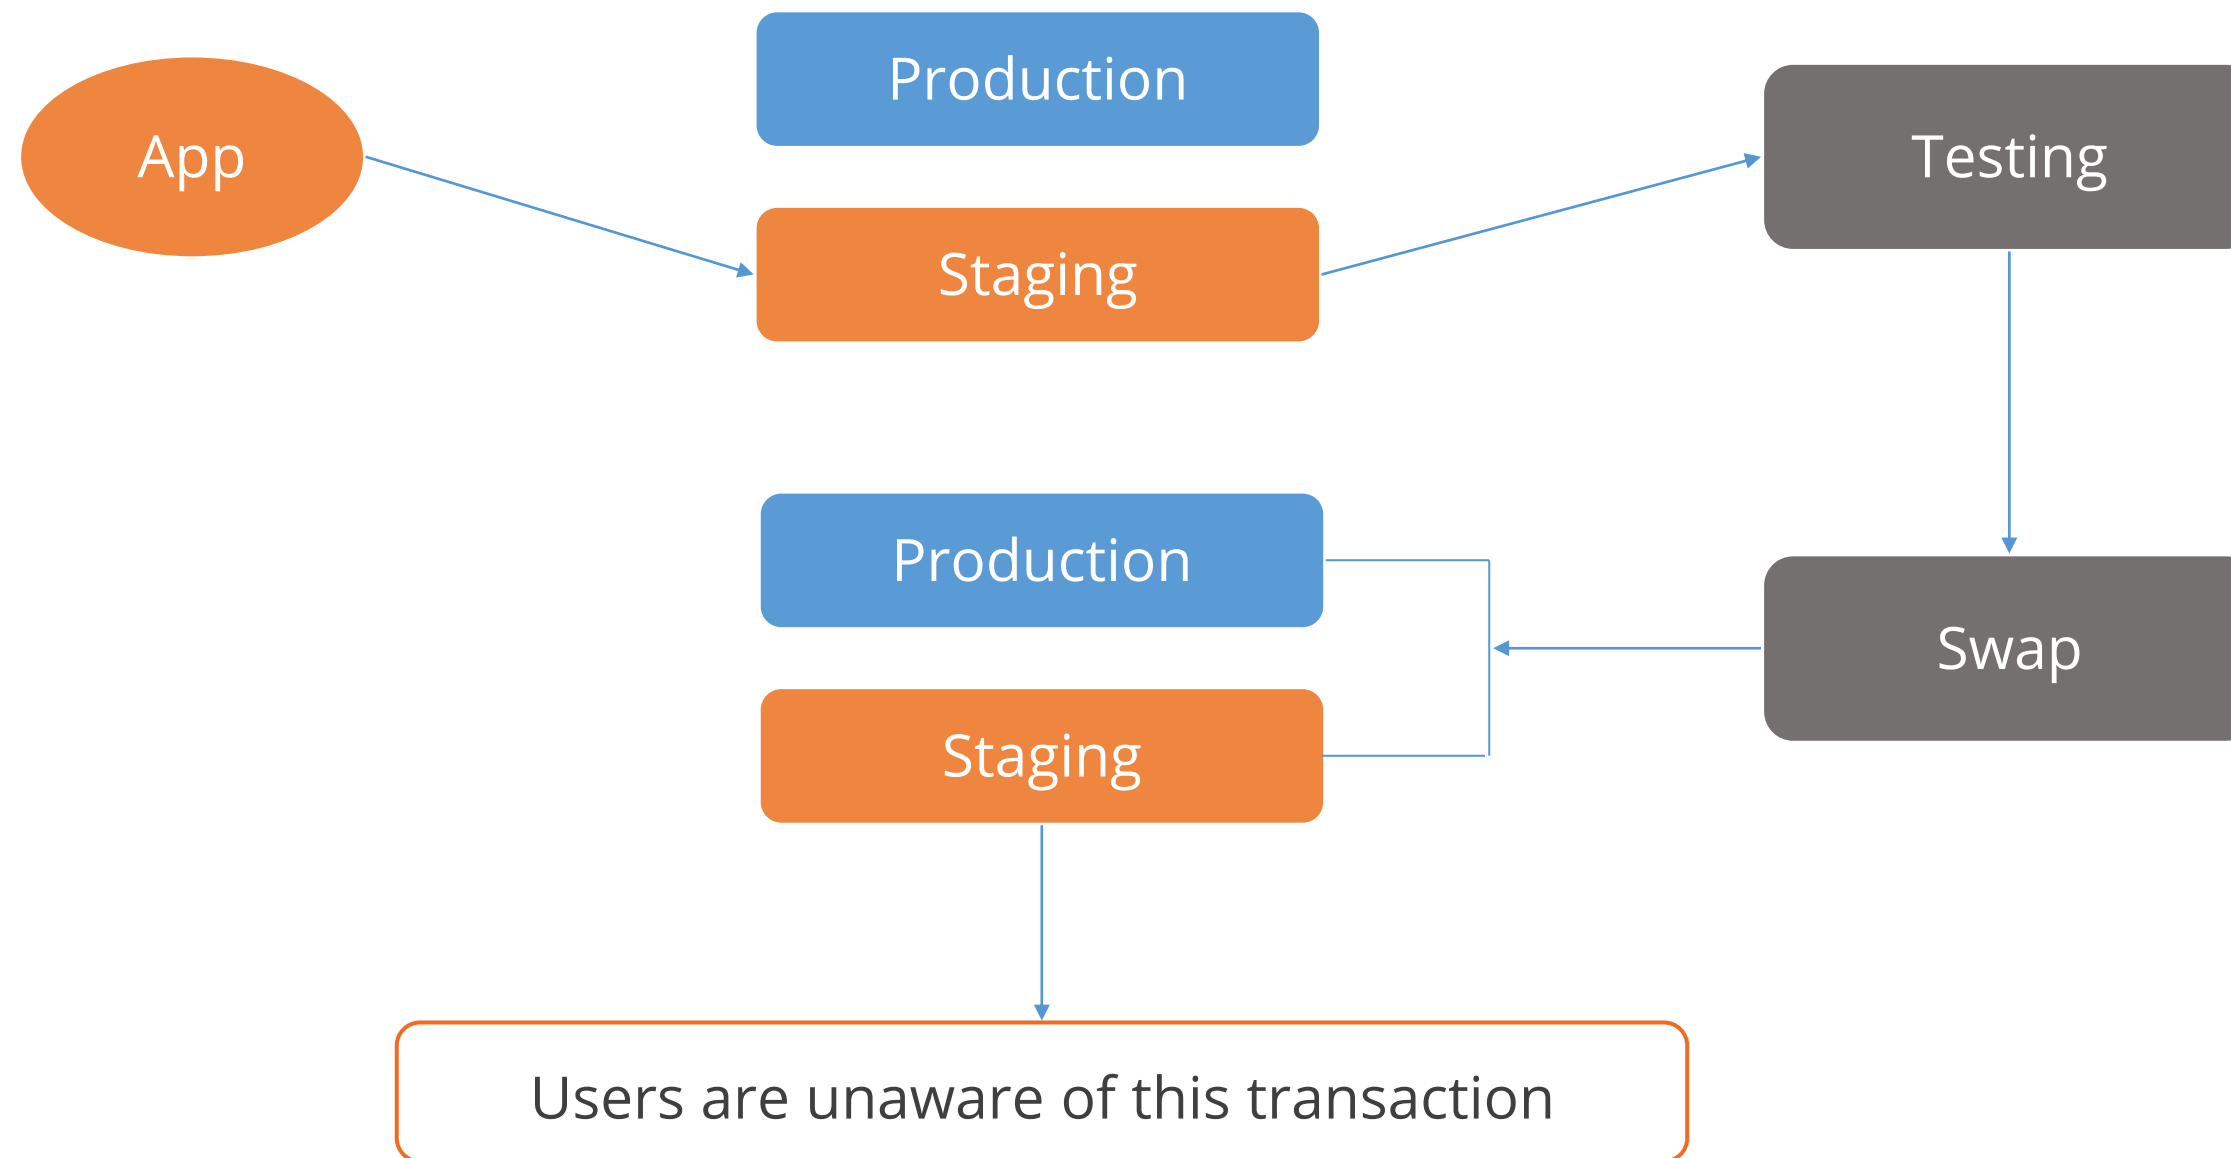 App
Production
Staging
Testing
Production
Staging
Swap
Users are unaware of this transaction